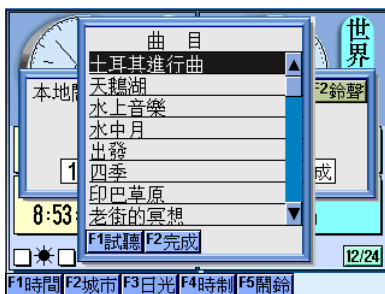 世界
曲 目
土耳其進行曲
天鵝湖
水上音樂
水中月
出發
四季
印巴草原
老街的冥想
F1試聽 F2完成
本地
F2鈴聲
1
成
8:53
12/24
F1時間 F2城市 F3日光 F4時制 F5鬧鈴